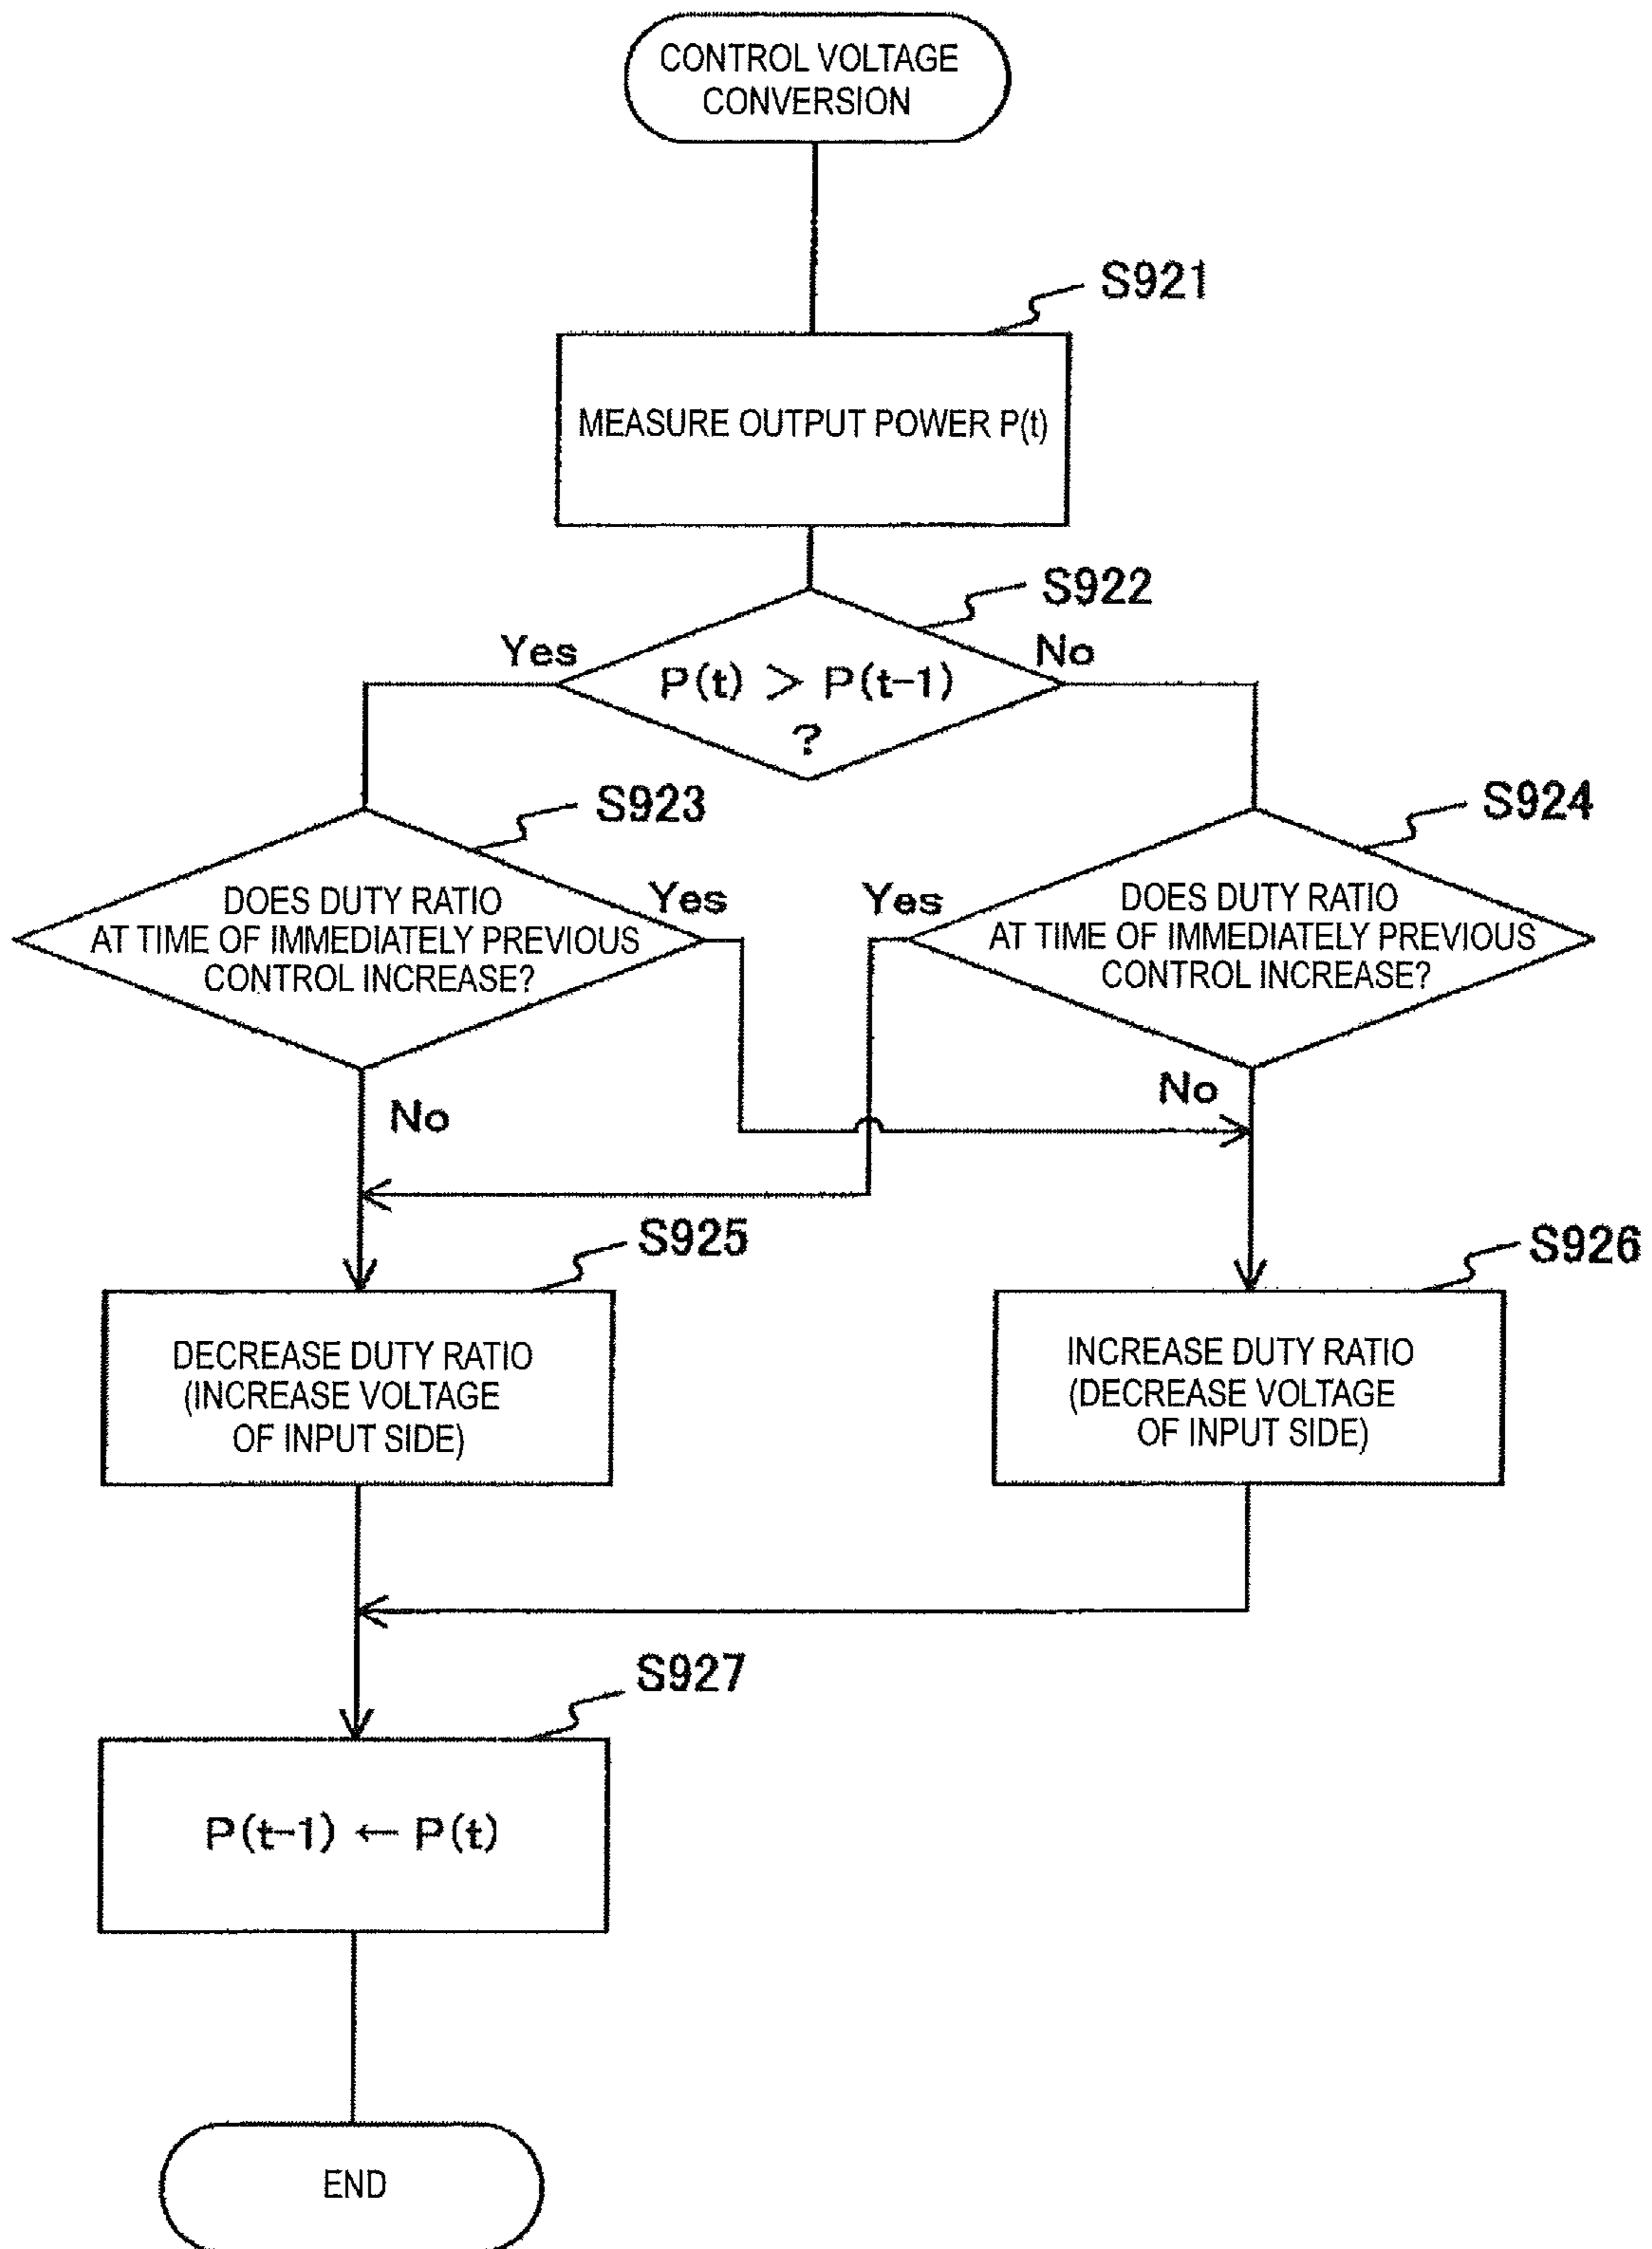 CONTROL VOLTAGE
CONVERSION
S921
MEASURE OUTPUT POWER P(t)
S922
Yes
No
P(t) > P(t-1)
?
S923
S924
DOES DUTY RATIO
AT TIME OF IMMEDIATELY PREVIOUS
CONTROL INCREASE?
Yes
Yes
DOES DUTY RATIO
AT TIME OF IMMEDIATELY PREVIOUS
CONTROL INCREASE?
No
No
S925
S926
DECREASE DUTY RATIO
(INCREASE VOLTAGE
OF INPUT SIDE)
INCREASE DUTY RATIO
(DECREASE VOLTAGE
OF INPUT SIDE)
S927
P(t-1) ← P(t)
END